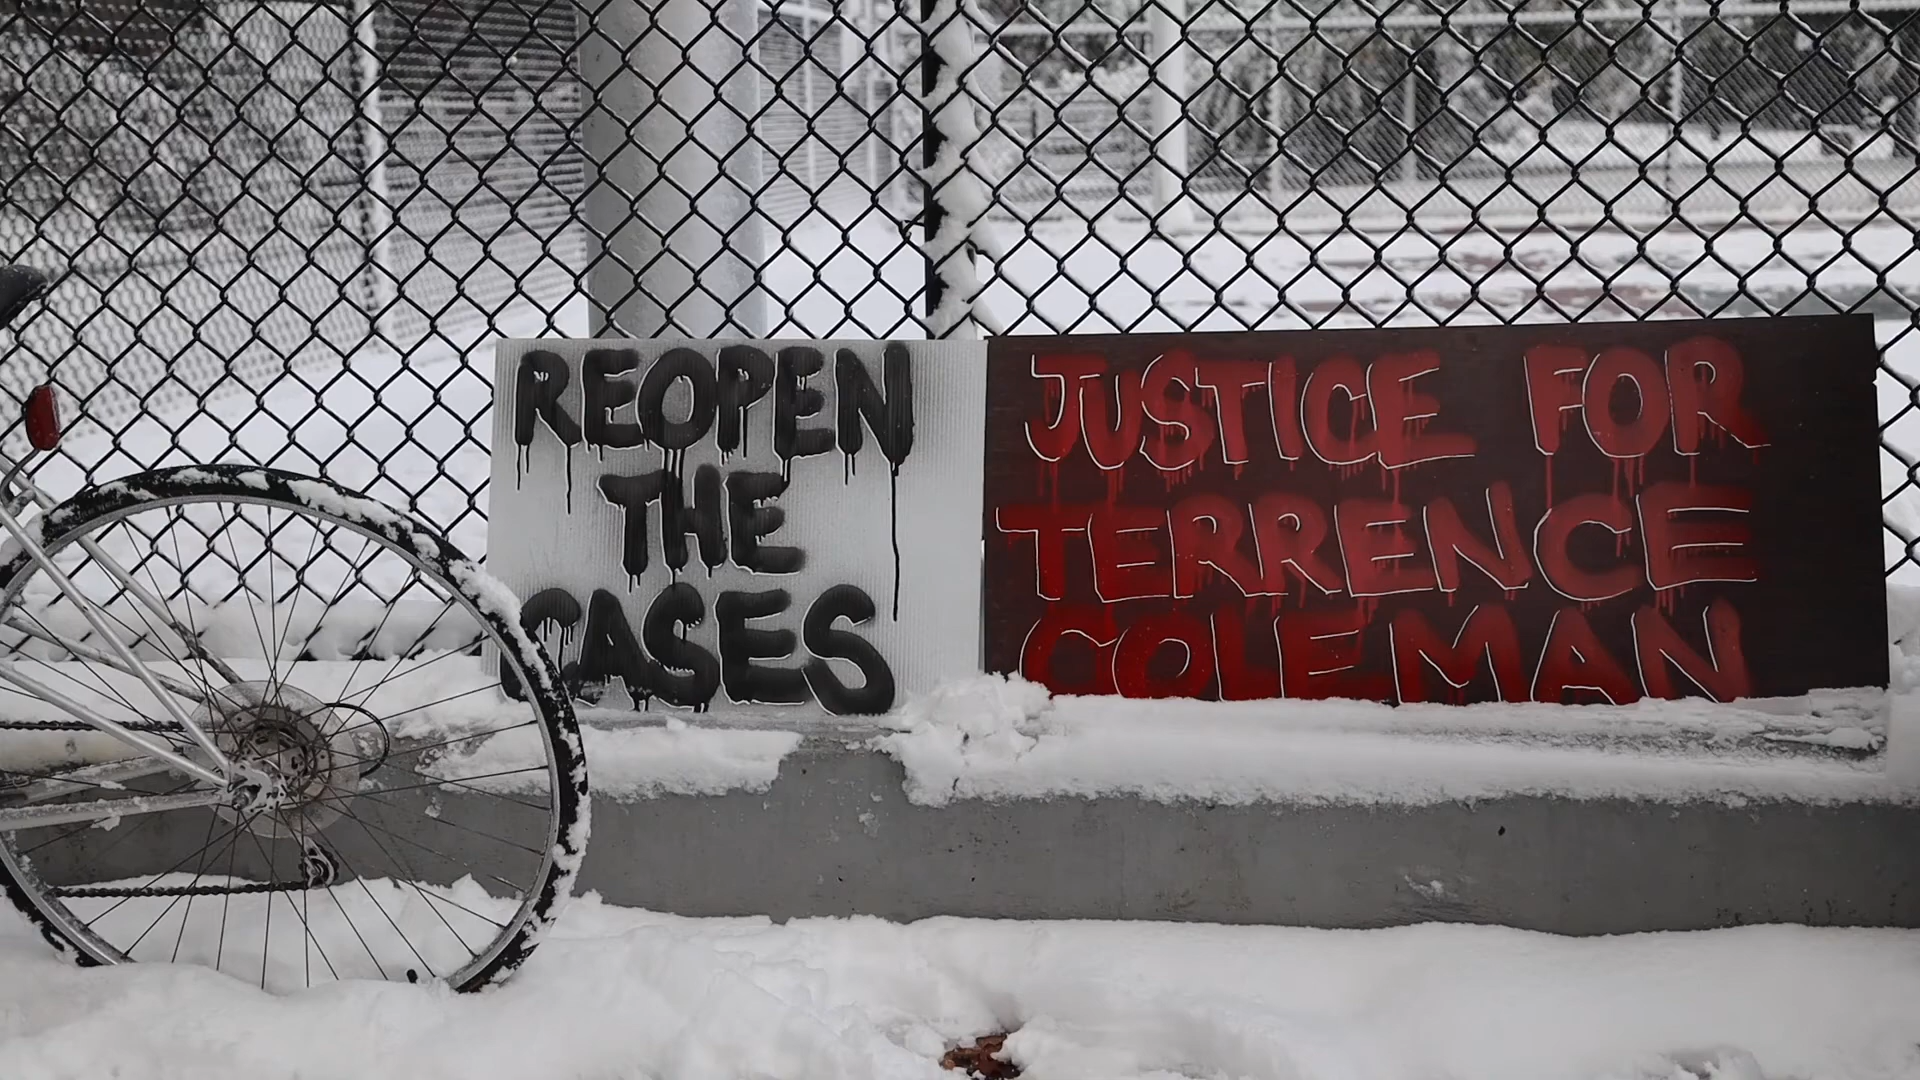 REOPEN
THE
CASES
JUSTICE FOR
TERRENCE
COLEMAN